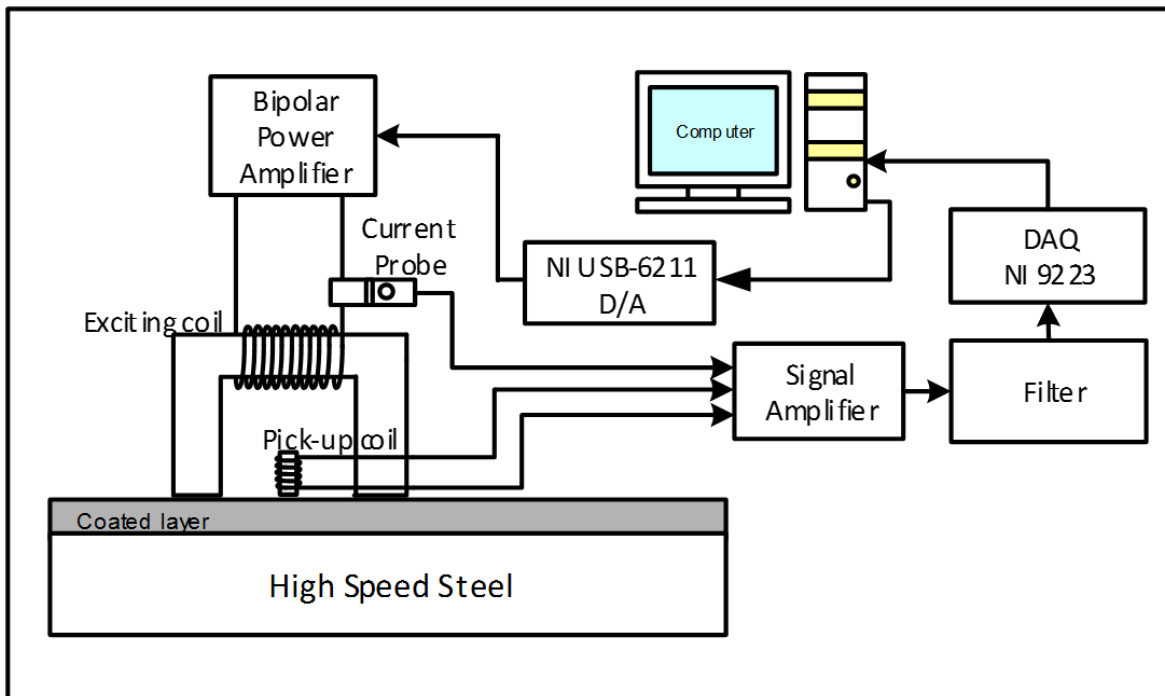 Bipolar
Power
Amplifier
Computer
Current
Probe
NI USB-6211
D/A
DAQ
NI 9223
Exciting coil
Signal
Amplifier
Filter
Pick-up coil
Coated layer
High Speed Steel